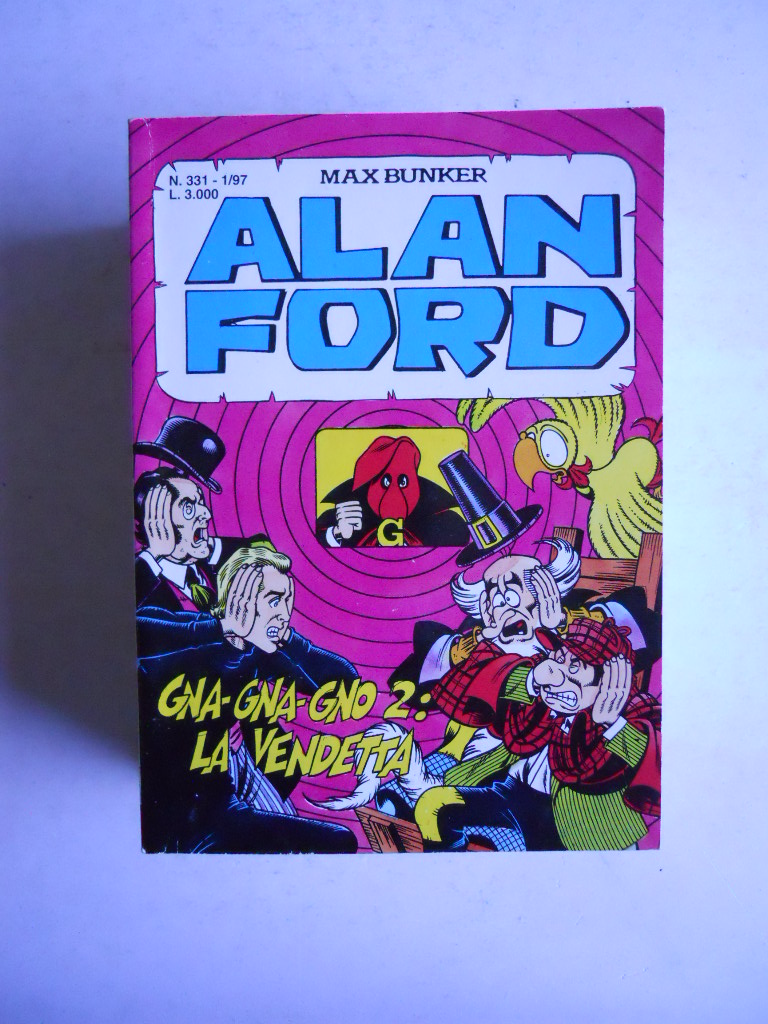 N. 331 - 1/97
L. 3.000
MAX BUNKER
ALAN
FORD
G
GNA-GNA-GNO 2:
LA VENDETTA